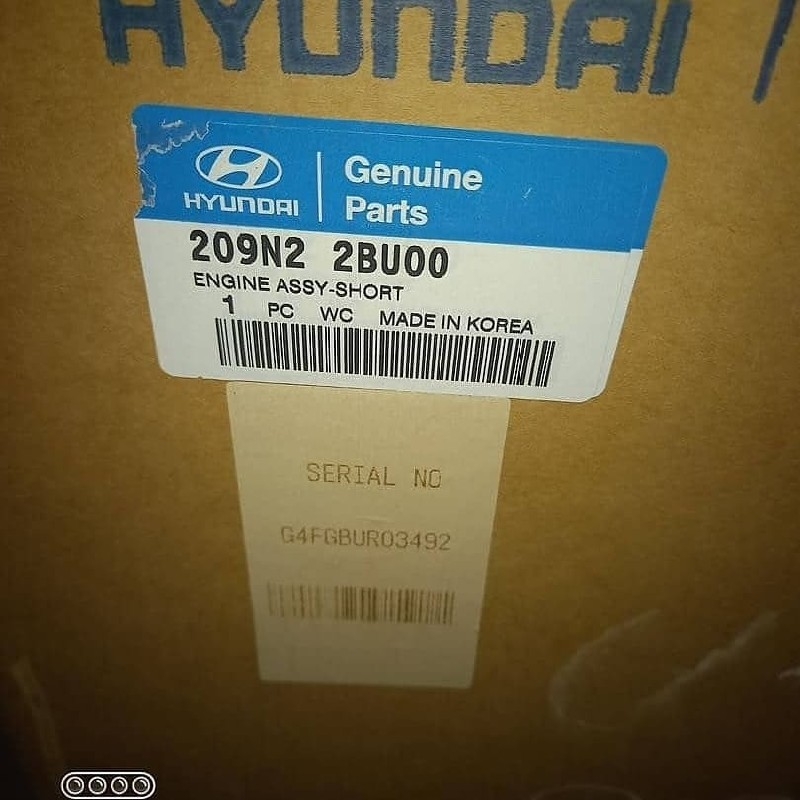 HYUNDAI
HYUNDAI
Genuine
Parts
209N2 2BU00
ENGINE ASSY-SHORT
1 PC WC MADE IN KOREA
SERIAL NO
G4FGBUR03492